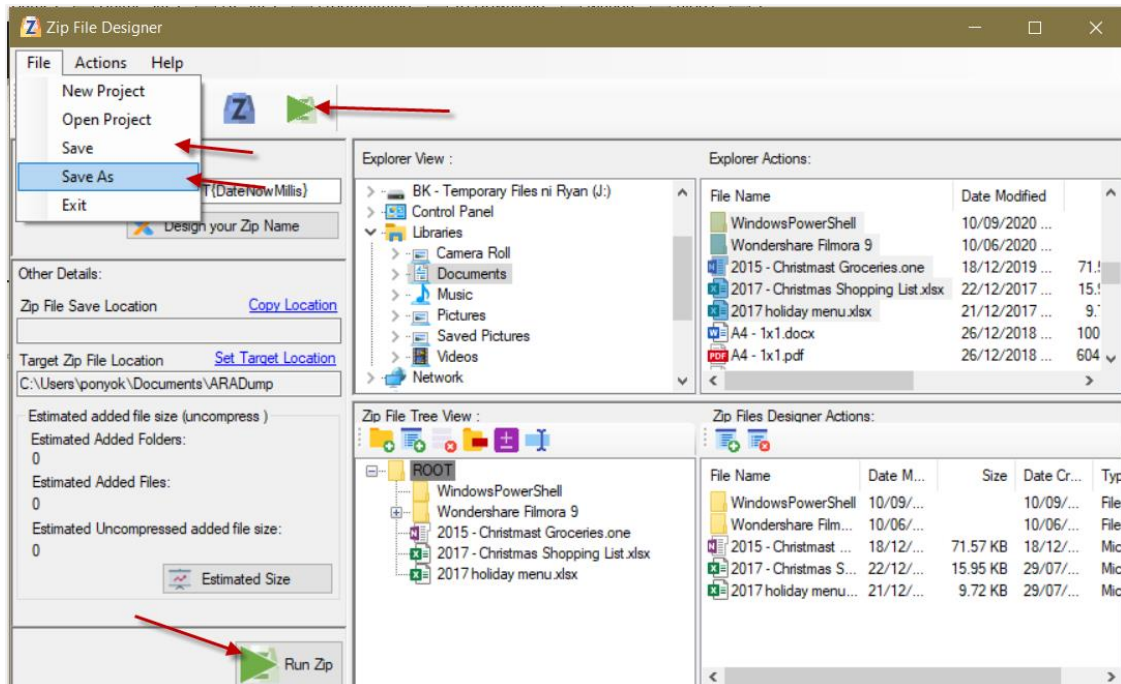 Zip File Designer
File Actions Help
New Project
Open Project
Save
Save As
Exit
T{DateNowMillis}
Design your Zip Name
Other Details:
Zip File Save Location Copy Location
Target Zip File Location Set Target Location
C:\Users\ponyok\Documents\ARADump
Estimated added file size (uncompress )
Estimated Added Folders:
0
Estimated Added Files:
0
Estimated Uncompressed added file size:
0
Estimated Size
Run Zip
Explorer View :
BK - Temporary Files ni Ryan (J:)
Control Panel
Libraries
Camera Roll
Documents
Music
Pictures
Saved Pictures
Videos
Network
Explorer Actions:
File Name Date Modified
WindowsPowerShell 10/09/2020 ...
Wondershare Filmora 9 10/06/2020 ...
2015 - Christmast Groceries.one 18/12/2019 ... 71.
2017 - Christmas Shopping List.xlsx 22/12/2017 ... 15.
2017 holiday menu.xlsx 21/12/2017 ... 9.
A4 - 1x1.docx 26/12/2018 ... 100
A4 - 1x1.pdf 26/12/2018 ... 604
Zip File Tree View :
ROOT
WindowsPowerShell
Wondershare Filmora 9
2015 - Christmast Groceries.one
2017 - Christmas Shopping List.xlsx
2017 holiday menu.xlsx
Zip Files Designer Actions:
File Name Date M... Size Date Cr... Typ
WindowsPowerShell 10/09/... 10/09/... File
Wondershare Film... 10/06/... 10/06/... File
2015 - Christmast ... 18/12/... 71.57 KB 18/12/... Mic
2017 - Christmas S... 22/12/... 15.95 KB 29/07/... Mic
2017 holiday menu... 21/12/... 9.72 KB 29/07/... Mic